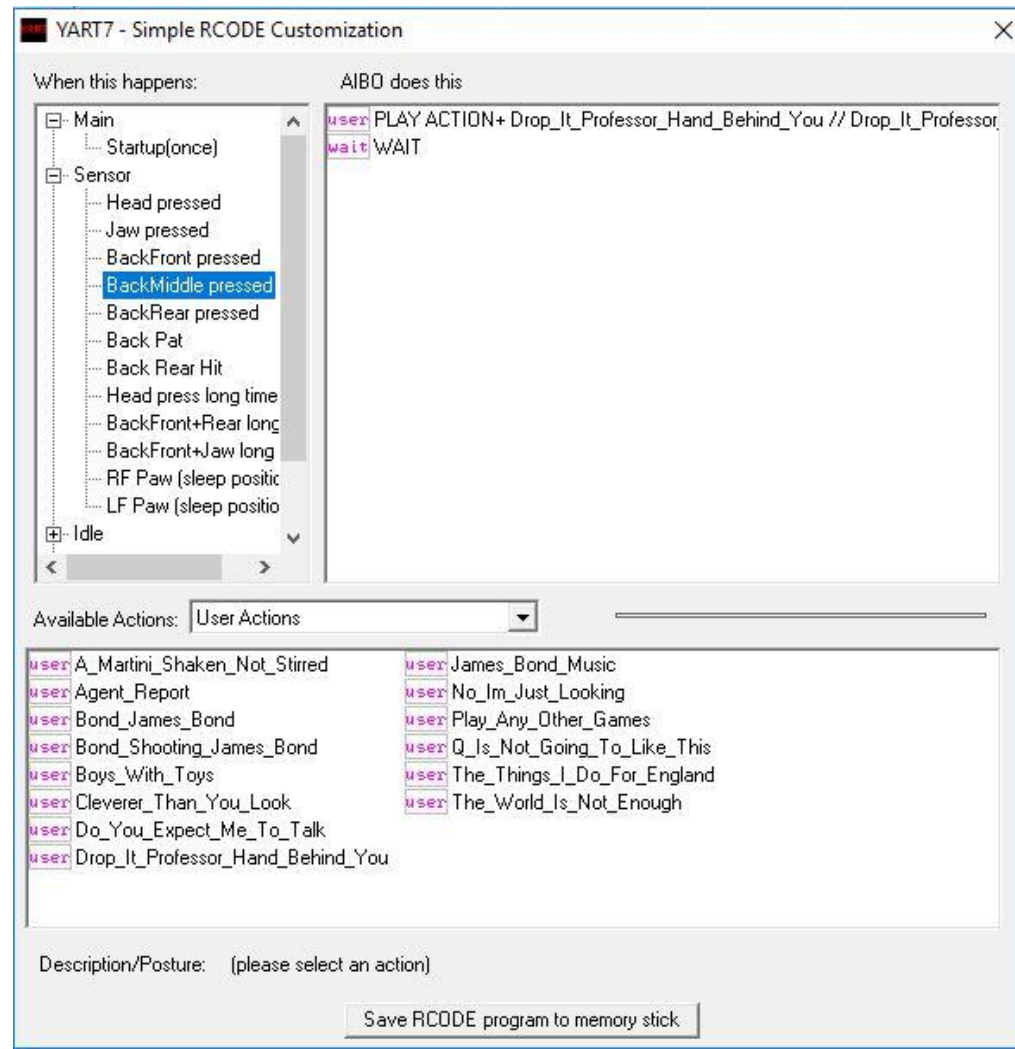 YART7 - Simple RCODE Customization
When this happens:
AIBO does this
Main
Startup(once)
Sensor
Head pressed
Jaw pressed
BackFront pressed
BackMiddle pressed
BackRear pressed
Back Pat
Back Rear Hit
Head press long time
BackFront+Rear long
BackFront+Jaw long
RF Paw (sleep positic
LF Paw (sleep positio
Idle
user PLAY ACTION+ Drop_It_Professor_Hand_Behind_You // Drop_It_Professor_
wait WAIT
Available Actions: User Actions
user A_Martini_Shaken_Not_Stirred
user Agent_Report
user Bond_James_Bond
user Bond_Shooting_James_Bond
user Boys_With_Toys
user Cleverer_Than_You_Look
user Do_You_Expect_Me_To_Talk
user Drop_It_Professor_Hand_Behind_You
user James_Bond_Music
user No_Im_Just_Looking
user Play_Any_Other_Games
user Q_Is_Not_Going_To_Like_This
user The_Things_I_Do_For_England
user The_World_Is_Not_Enough
Description/Posture: (please select an action)
Save RCODE program to memory stick